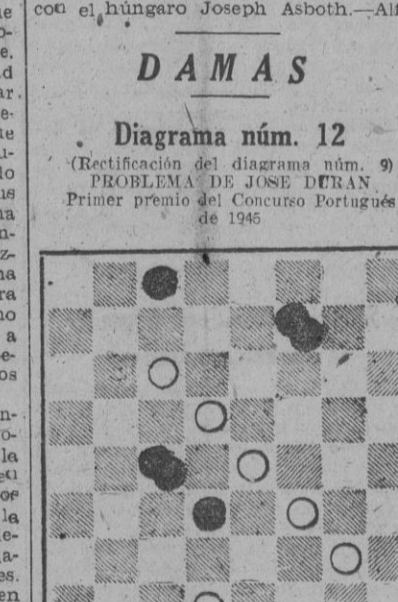 con el húngaro Joseph Asboth.—Alf
DAMAS
Diagrama núm. 12
(Rectificación del diagrama núm. 9)
PROBLEMA DE JOSE DURAN
Primer premio del Concurso Portugués
de 1945